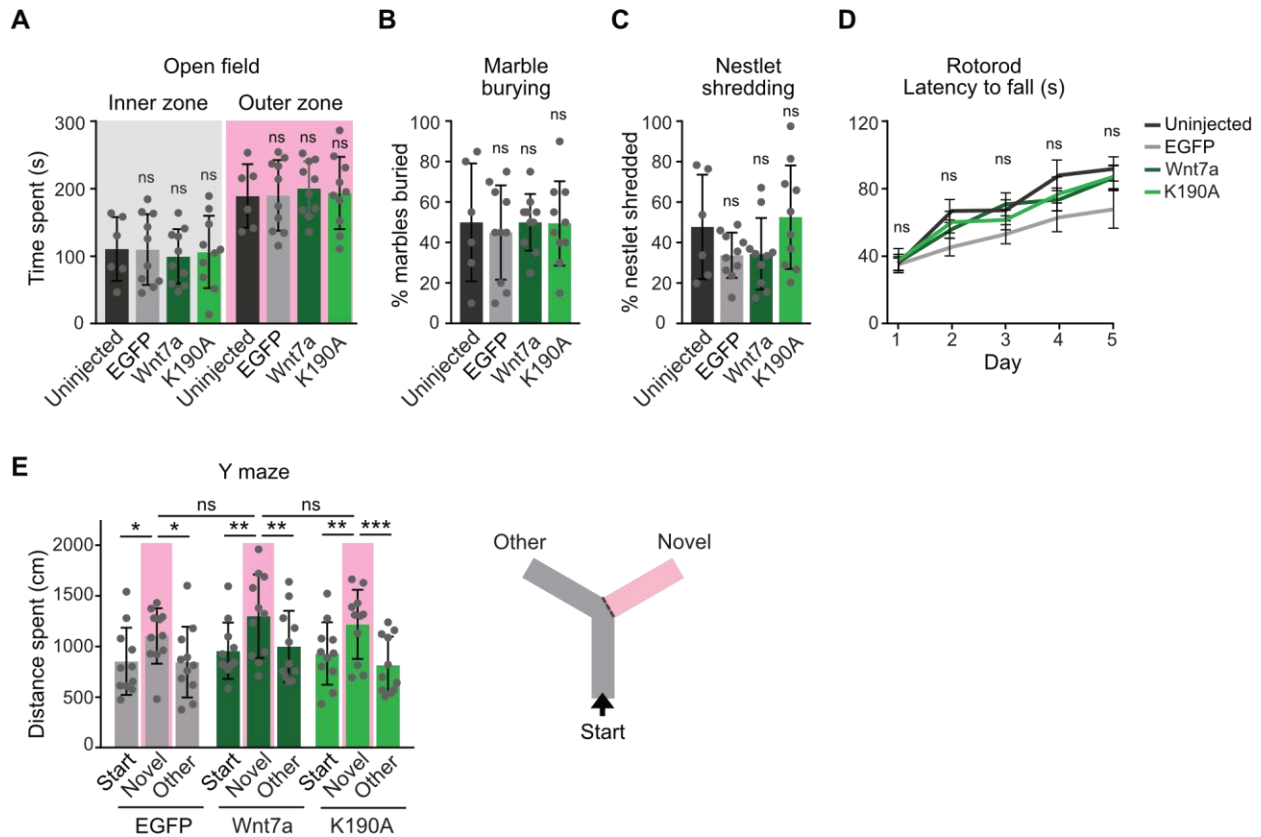 A
Open field
Inner zone
Outer zone
Time spent (s)
300
200
100
0
ns
ns
ns
ns
ns
ns
Uninjected
EGFP
Wnt7a
K190A
Uninjected
EGFP
Wnt7a
K190A
B
Marble
burying
% marbles buried
100
80
60
40
20
0
ns
ns
ns
Uninjected
EGFP
Wnt7a
K190A
C
Nestlet
shredding
% nestlet shredded
100
80
60
40
20
0
ns
ns
ns
Uninjected
EGFP
Wnt7a
K190A
D
Rotorod
Latency to fall (s)
120
80
40
0
ns
ns
ns
ns
ns
1 2 3 4 5
Day
Uninjected
EGFP
Wnt7a
K190A
E
Y maze
Distance spent (cm)
2000
1500
1000
500
0
ns
ns
* * ** ** ** ***
Start
Novel
Other
Start
Novel
Other
Start
Novel
Other
EGFP
Wnt7a
K190A
Other
Novel
Start